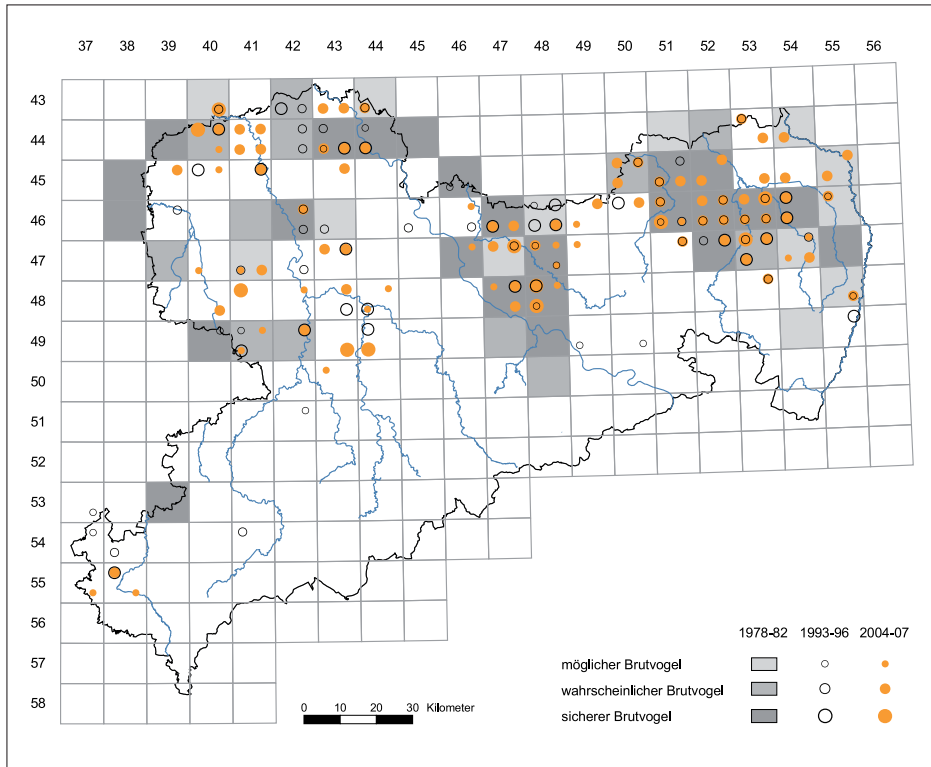 37 38 39 40 41 42 43 44 45 46 47 48 49 50 51 52 53 54 55 56
43
44
45
46
47
48
49
50
51
52
53
54
55
56
57
58
1978-82 1993-96 2004-07
möglicher Brutvogel
wahrscheinlicher Brutvogel
sicherer Brutvogel
0 10 20 30 Kilometer